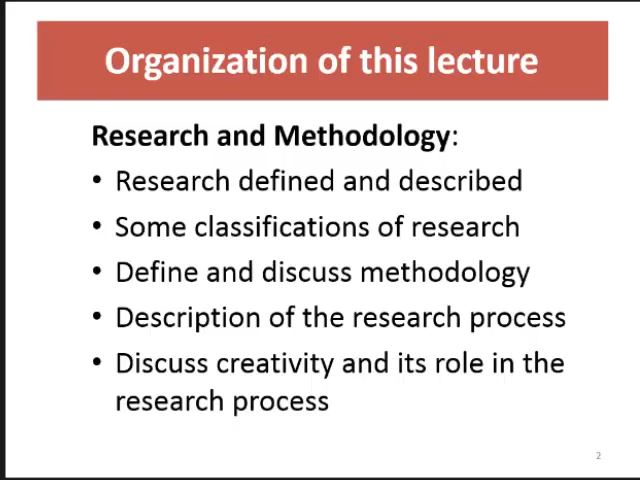 Organization of this lecture
Research and Methodology:
• Research defined and described
• Some classifications of research
• Define and discuss methodology
• Description of the research process
• Discuss creativity and its role in the
research process
2